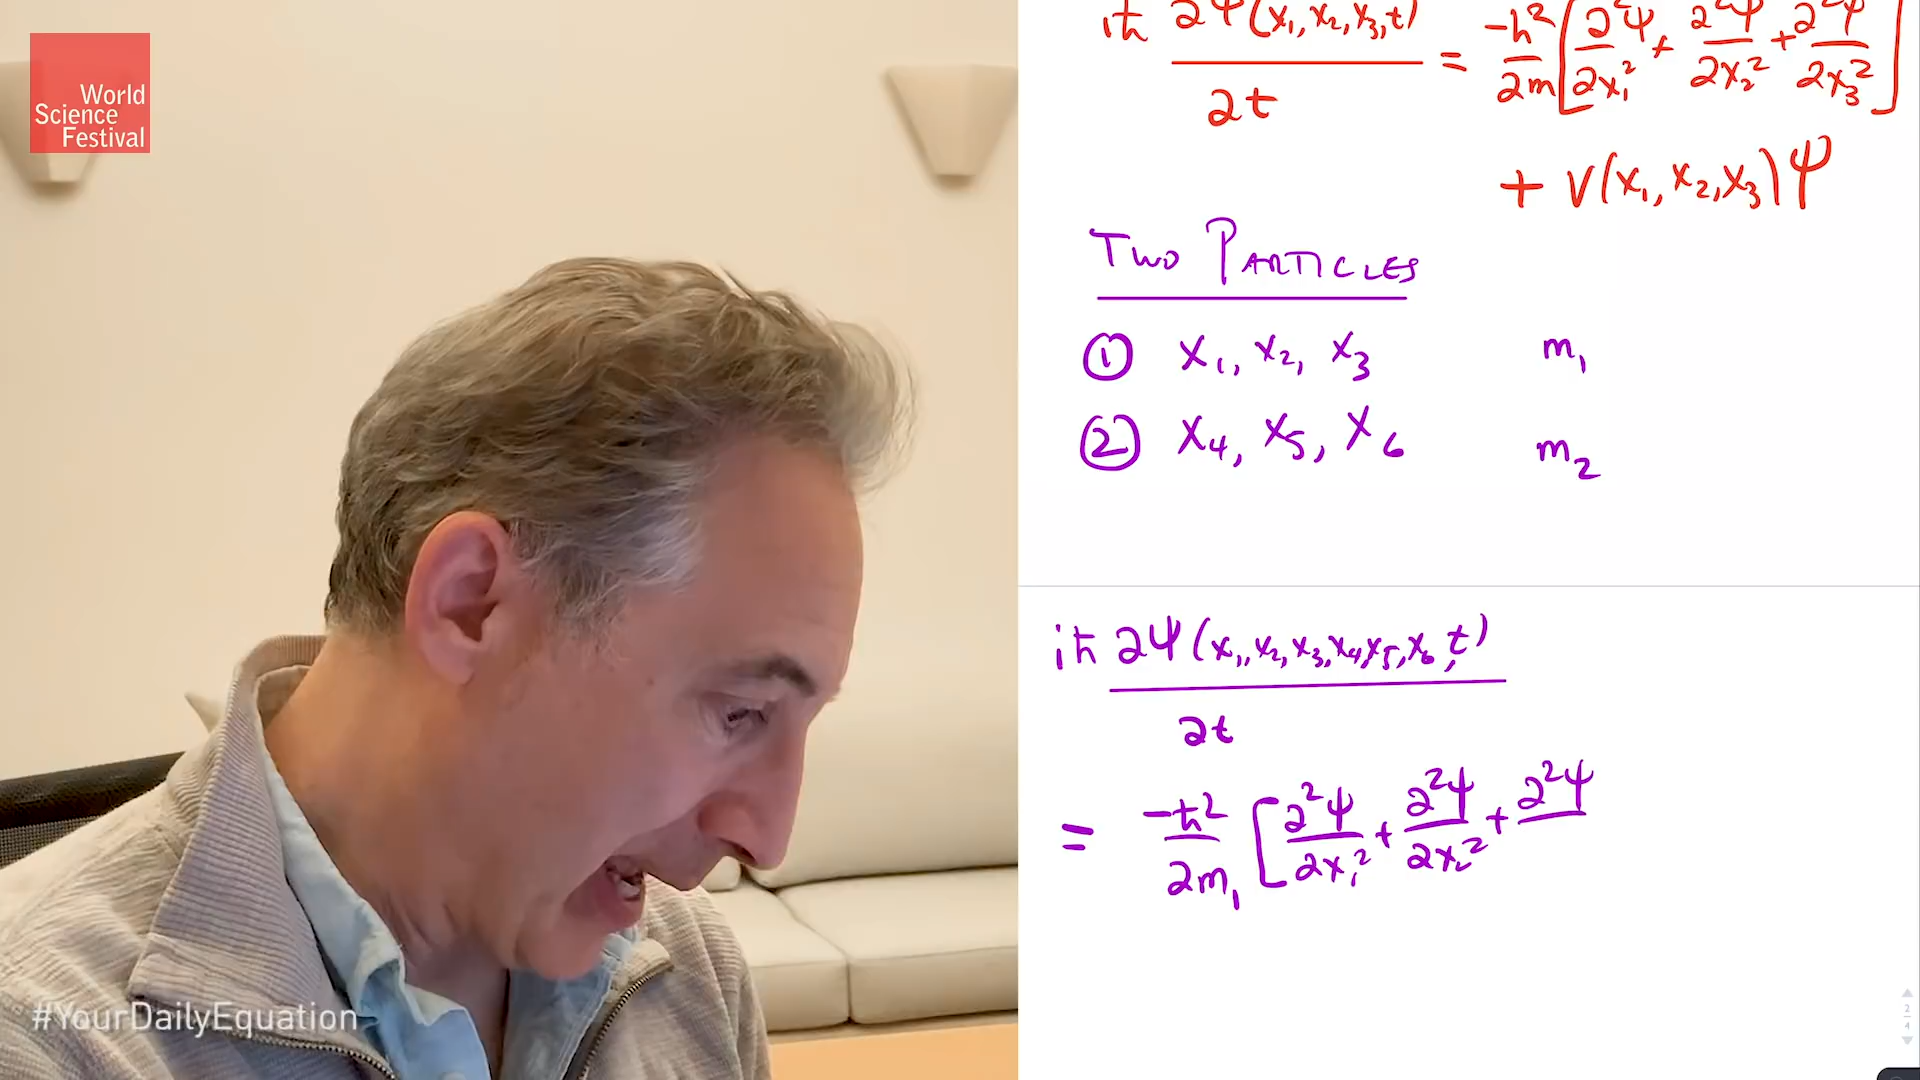 World
Science
Festival
iħ ∂Ψ(x₁, x₂, x₃, t) / ∂t = -ħ²/2m [∂²Ψ/∂x₁² + ∂²Ψ/∂x₂² + ∂²Ψ/∂x₃²]
+ V(x₁, x₂, x₃)Ψ
Two Particles
① x₁, x₂, x₃ m₁
② x₄, x₅, x₆ m₂
iħ ∂Ψ(x₁, x₂, x₃, x₄, x₅, x₆, t) / ∂t
= -ħ²/2m₁ [∂²Ψ/∂x₁² + ∂²Ψ/∂x₂² + ∂²Ψ
#YourDailyEquation
2
4